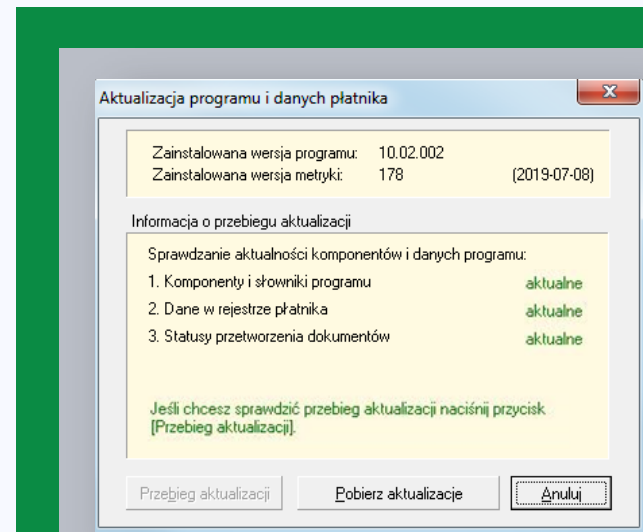 Aktualizacja programu i danych płatnika
Zainstalowana wersja programu: 10.02.002
Zainstalowana wersja metryki: 178 (2019-07-08)
Informacja o przebiegu aktualizacji
Sprawdzanie aktualności komponentów i danych programu:
1. Komponenty i słowniki programu aktualne
2. Dane w rejestrze płatnika aktualne
3. Statusy przetworzenia dokumentów aktualne
Jeśli chcesz sprawdzić przebieg aktualizacji naciśnij przycisk
[Przebieg aktualizacji].
Przebieg aktualizacji Pobierz aktualizacje Anuluj